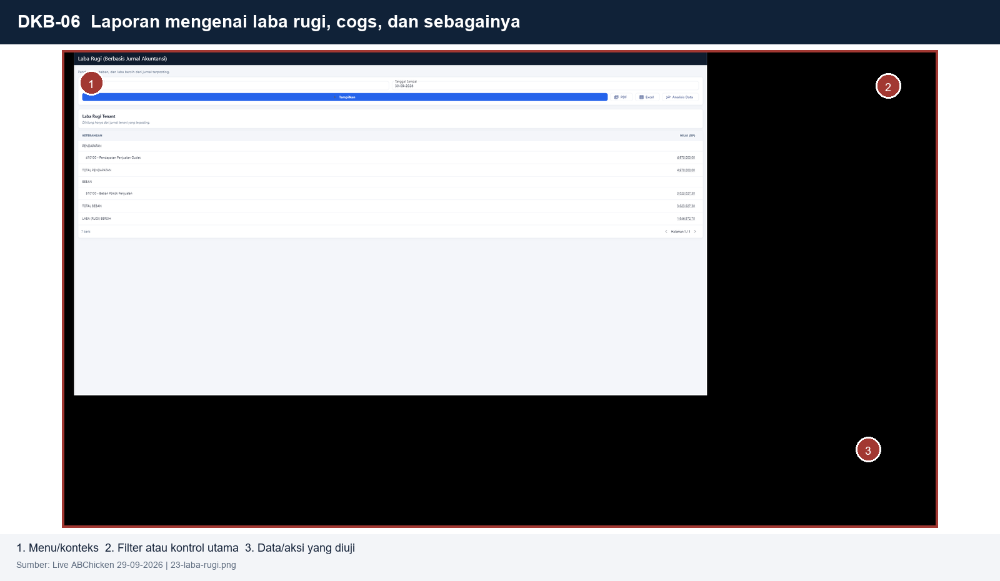 DKB-06 Laporan mengenai laba rugi, cogs, dan sebagainya
Laba Rugi (Berbasis Jurnal Akuntansi)
beban, dan laba bersih dari jurnal terposting.
1
2
Tanggal Sampai
30-09-2026
Tampilkan
PDF
Excel
Analisis Data
Laba Rugi Tenant
Dihitung hanya dari jurnal tenant yang terposting.
KETERANGAN NILAI (RP)
PENDAPATAN
410100 - Pendapatan Penjualan Outlet 4.970.000,00
TOTAL PENDAPATAN 4.970.000,00
BEBAN
510100 - Beban Pokok Penjualan 3.023.027,30
TOTAL BEBAN 3.023.027,30
LABA (RUGI) BERSIH 1.946.972,70
7 baris
Halaman 1 / 1
3
1. Menu/konteks 2. Filter atau kontrol utama 3. Data/aksi yang diuji
Sumber: Live ABChicken 29-09-2026 | 23-laba-rugi.png